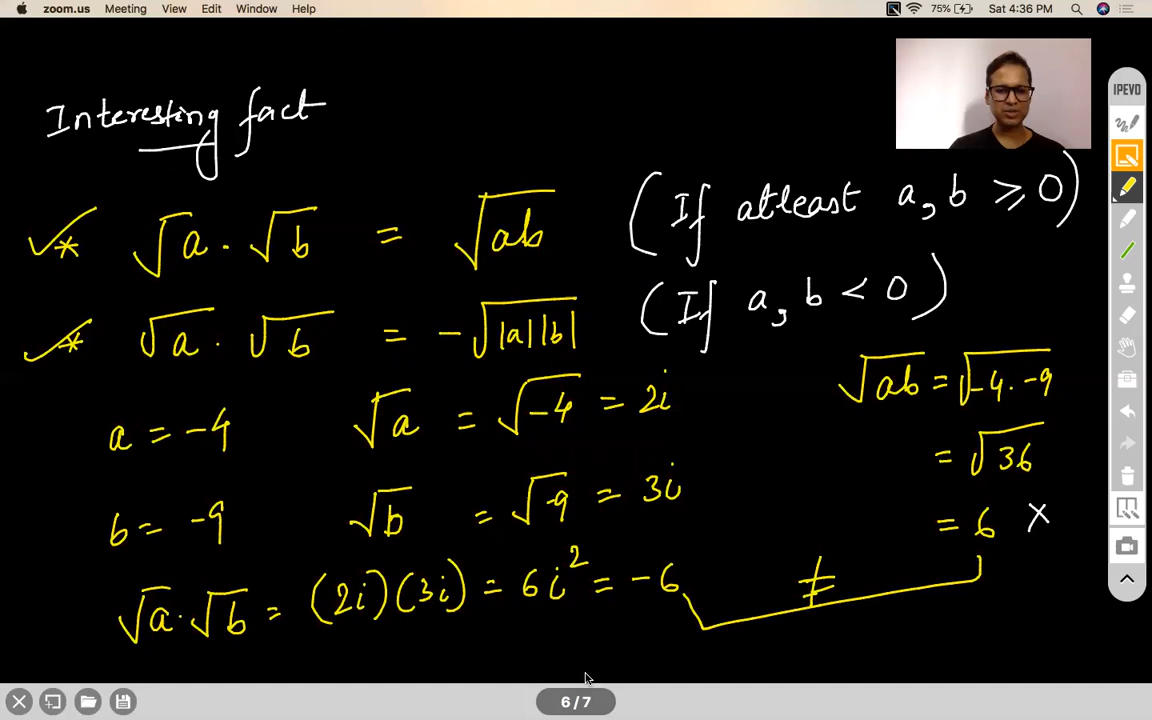 zoom.us Meeting View Edit Window Help 75% Sat 4:36 PM
IPEVO
Interesting fact
* √a · √b = √ab (If atleast a, b ⩾ 0)
* √a · √b = -√|a||b| (If a, b < 0)
a = -4 √a = √-4 = 2i √ab = √-4. -9
= √36
b = -9 √b = √-9 = 3i = 6 X
√a·√b = (2i)(3i) = 6i² = -6 ≠
6 / 7